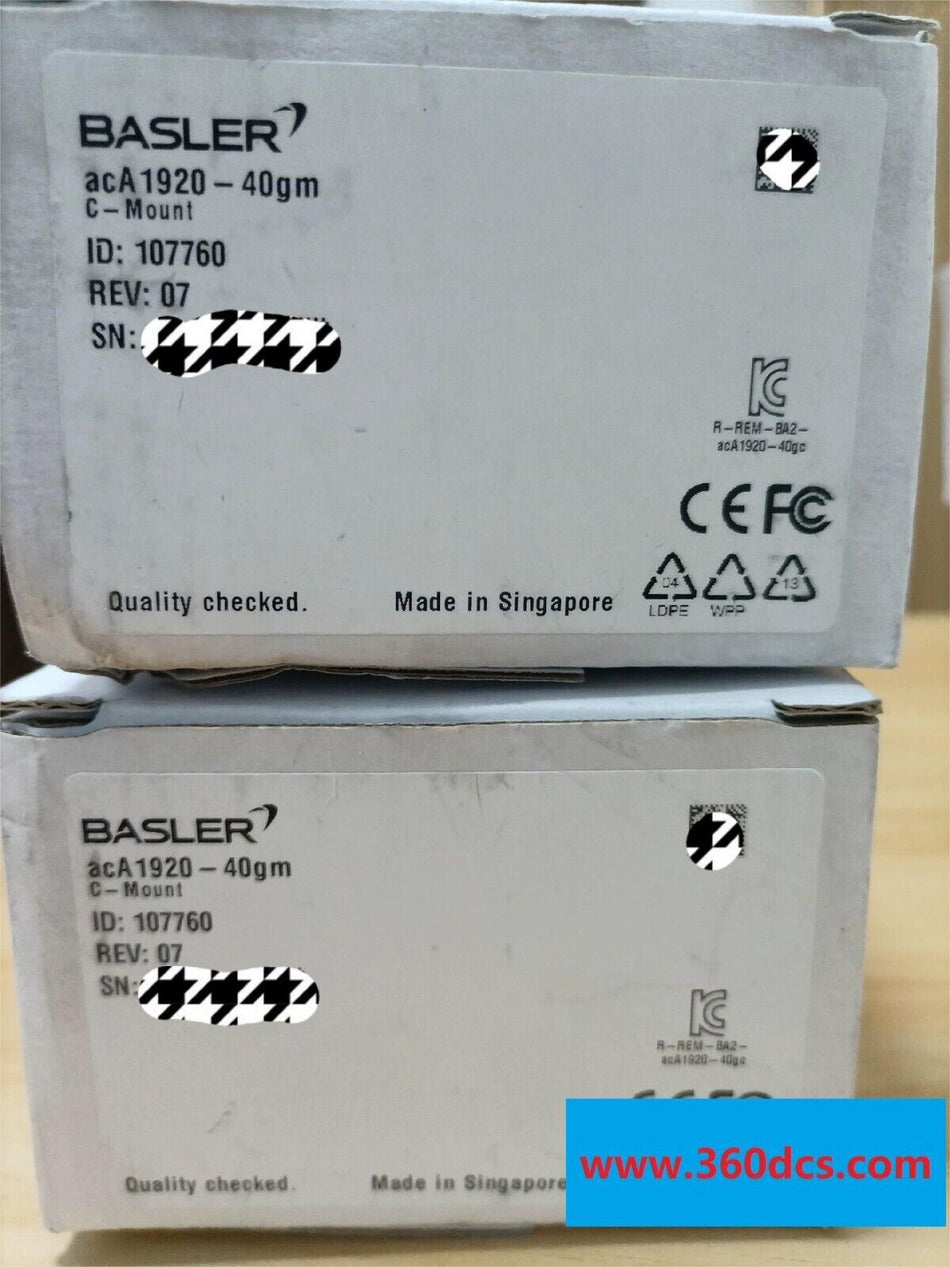 BASLER
acA1920-40gm
C-Mount
ID: 107760
REV: 07
SN:
R-REM-BA2-
acA1920-40gc
CE FC
04
13
LDPE
WPP
Quality checked.
Made in Singapore
BASLER
acA1920-40gm
C-Mount
ID: 107760
REV: 07
SN:
R-REM-BA2-
acA1920-40gc
Quality checked.
Made in Singapore
www.360dcs.com